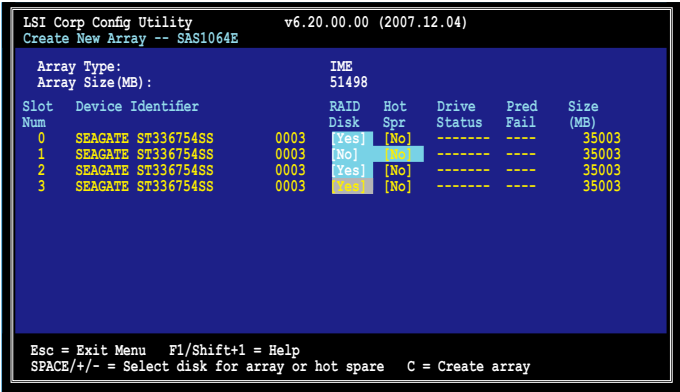 LSI Corp Config Utility v6.20.00.00 (2007.12.04)
Create New Array -- SAS1064E
Array Type: IME
Array Size(MB): 51498
Slot Device Identifier RAID Hot Drive Pred Size
Num Disk Spr Status Fail (MB)
0 SEAGATE ST336754SS 0003 [Yes] [No] ------- ---- 35003
1 SEAGATE ST336754SS 0003 [No] [No] ------- ---- 35003
2 SEAGATE ST336754SS 0003 [Yes] [No] ------- ---- 35003
3 SEAGATE ST336754SS 0003 [Yes] [No] ------- ---- 35003
Esc = Exit Menu F1/Shift+1 = Help
SPACE/+/- = Select disk for array or hot spare C = Create array